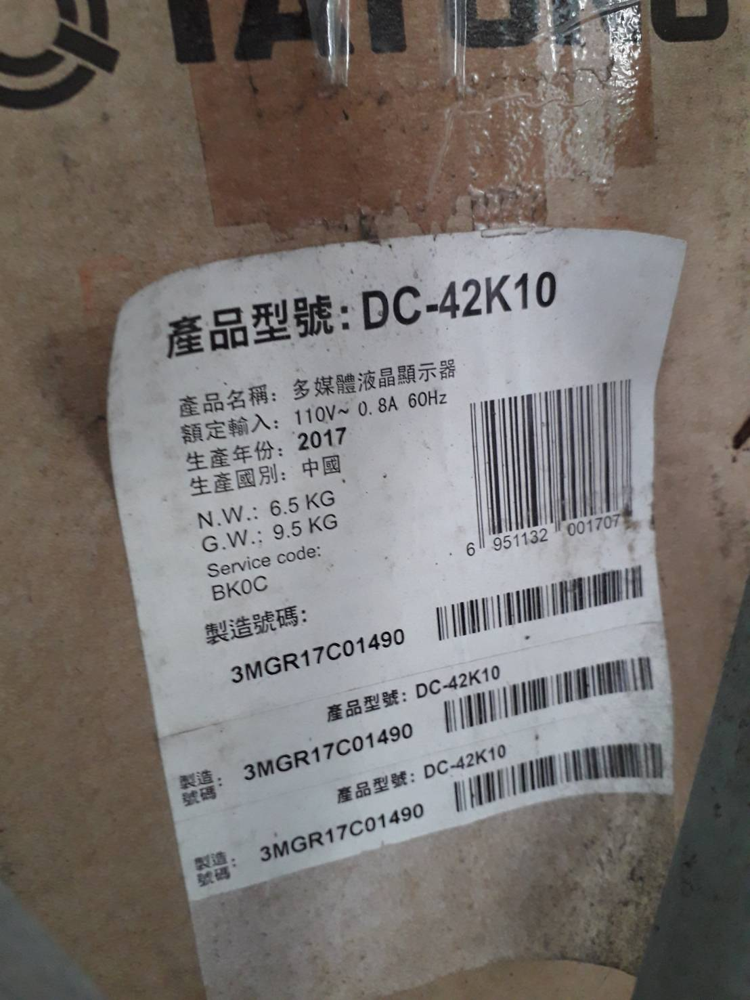 TATUNG
產品型號: DC-42K10
產品名稱: 多媒體液晶顯示器
額定輸入: 110V~ 0.8A 60Hz
生產年份: 2017
生產國別: 中國
N.W.: 6.5 KG
G.W.: 9.5 KG
Service code:
BK0C
6 951132 001707
製造號碼:
3MGR17C01490
產品型號: DC-42K10
製造號碼: 3MGR17C01490
產品型號: DC-42K10
製造號碼: 3MGR17C01490